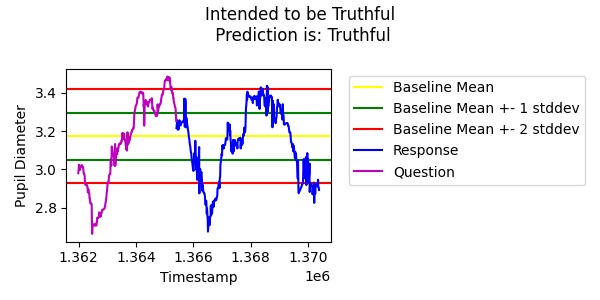 Intended to be Truthful
Prediction is: Truthful
Pupil Diameter
3.4
3.2
3.0
2.8
1.362 1.364 1.366 1.368 1.370
1e6
Timestamp
Baseline Mean
Baseline Mean +- 1 stddev
Baseline Mean +- 2 stddev
Response
Question